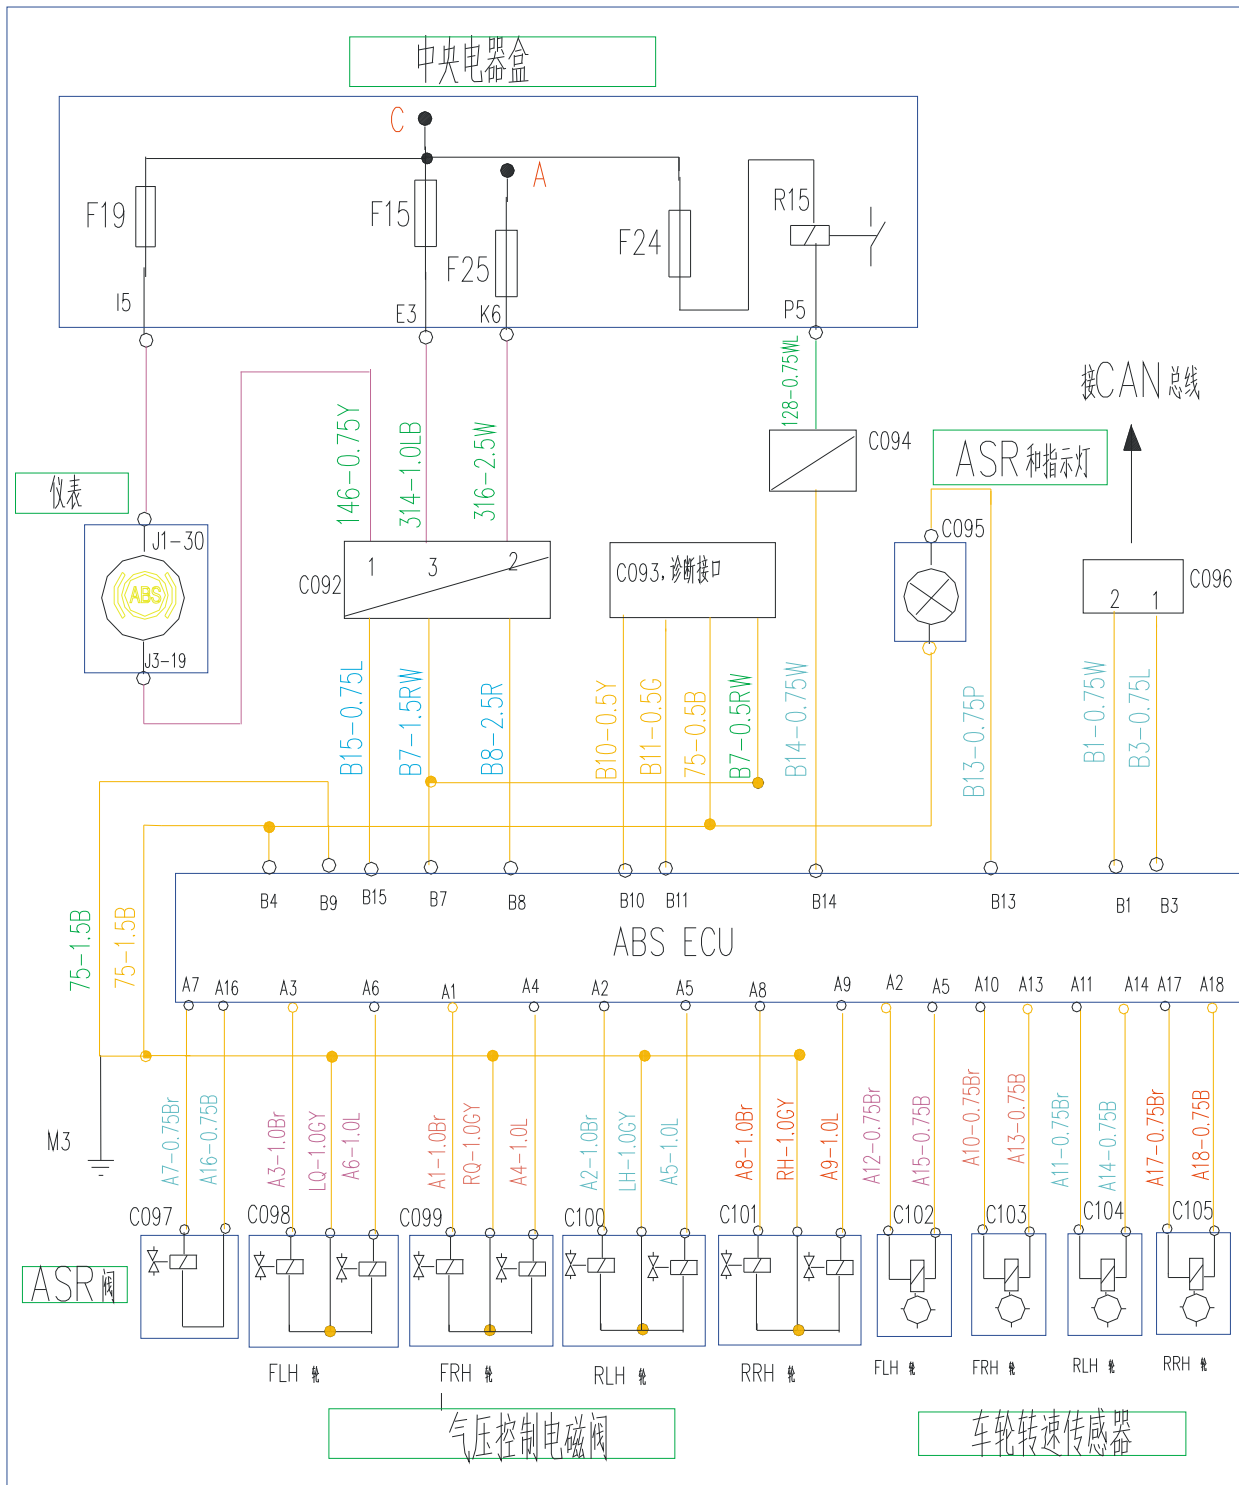 中央电器盒
C
A
F19
F15
F25
F24
R15
I5
E3
K6
P5
128-0.75WL
146-0.75Y
314-1.0LB
316-2.5W
接CAN总线
C094
ASR和指示灯
仪表
J1-30
ABS
J3-19
C092
1
3
2
C093,诊断接口
C095
C096
2
1
B15-0.75L
B7-1.5RW
B8-2.5R
B10-0.5Y
B11-0.5G
75-0.5B
B7-0.5RW
B14-0.75W
B13-0.75P
B1-0.75W
B3-0.75L
75-1.5B
75-1.5B
B4
B9
B15
B7
B8
B10
B11
B14
B13
B1
B3
ABS ECU
A7
A16
A3
A6
A1
A4
A2
A5
A8
A9
A2
A5
A10
A13
A11
A14
A17
A18
M3
A7-0.75Br
A16-0.75B
A3-1.0Br
LQ-1.0GY
A6-1.0L
A1-1.0Br
RQ-1.0GY
A4-1.0L
A2-1.0Br
LH-1.0GY
A5-1.0L
A8-1.0Br
RH-1.0GY
A9-1.0L
A12-0.75Br
A15-0.75B
A10-0.75Br
A13-0.75B
A11-0.75Br
A14-0.75B
A17-0.75Br
A18-0.75B
C097
C098
C099
C100
C101
C102
C103
C104
C105
ASR阀
FLH 轮
FRH 轮
RLH 轮
RRH 轮
FLH 轮
FRH 轮
RLH 轮
RRH 轮
气压控制电磁阀
车轮转速传感器